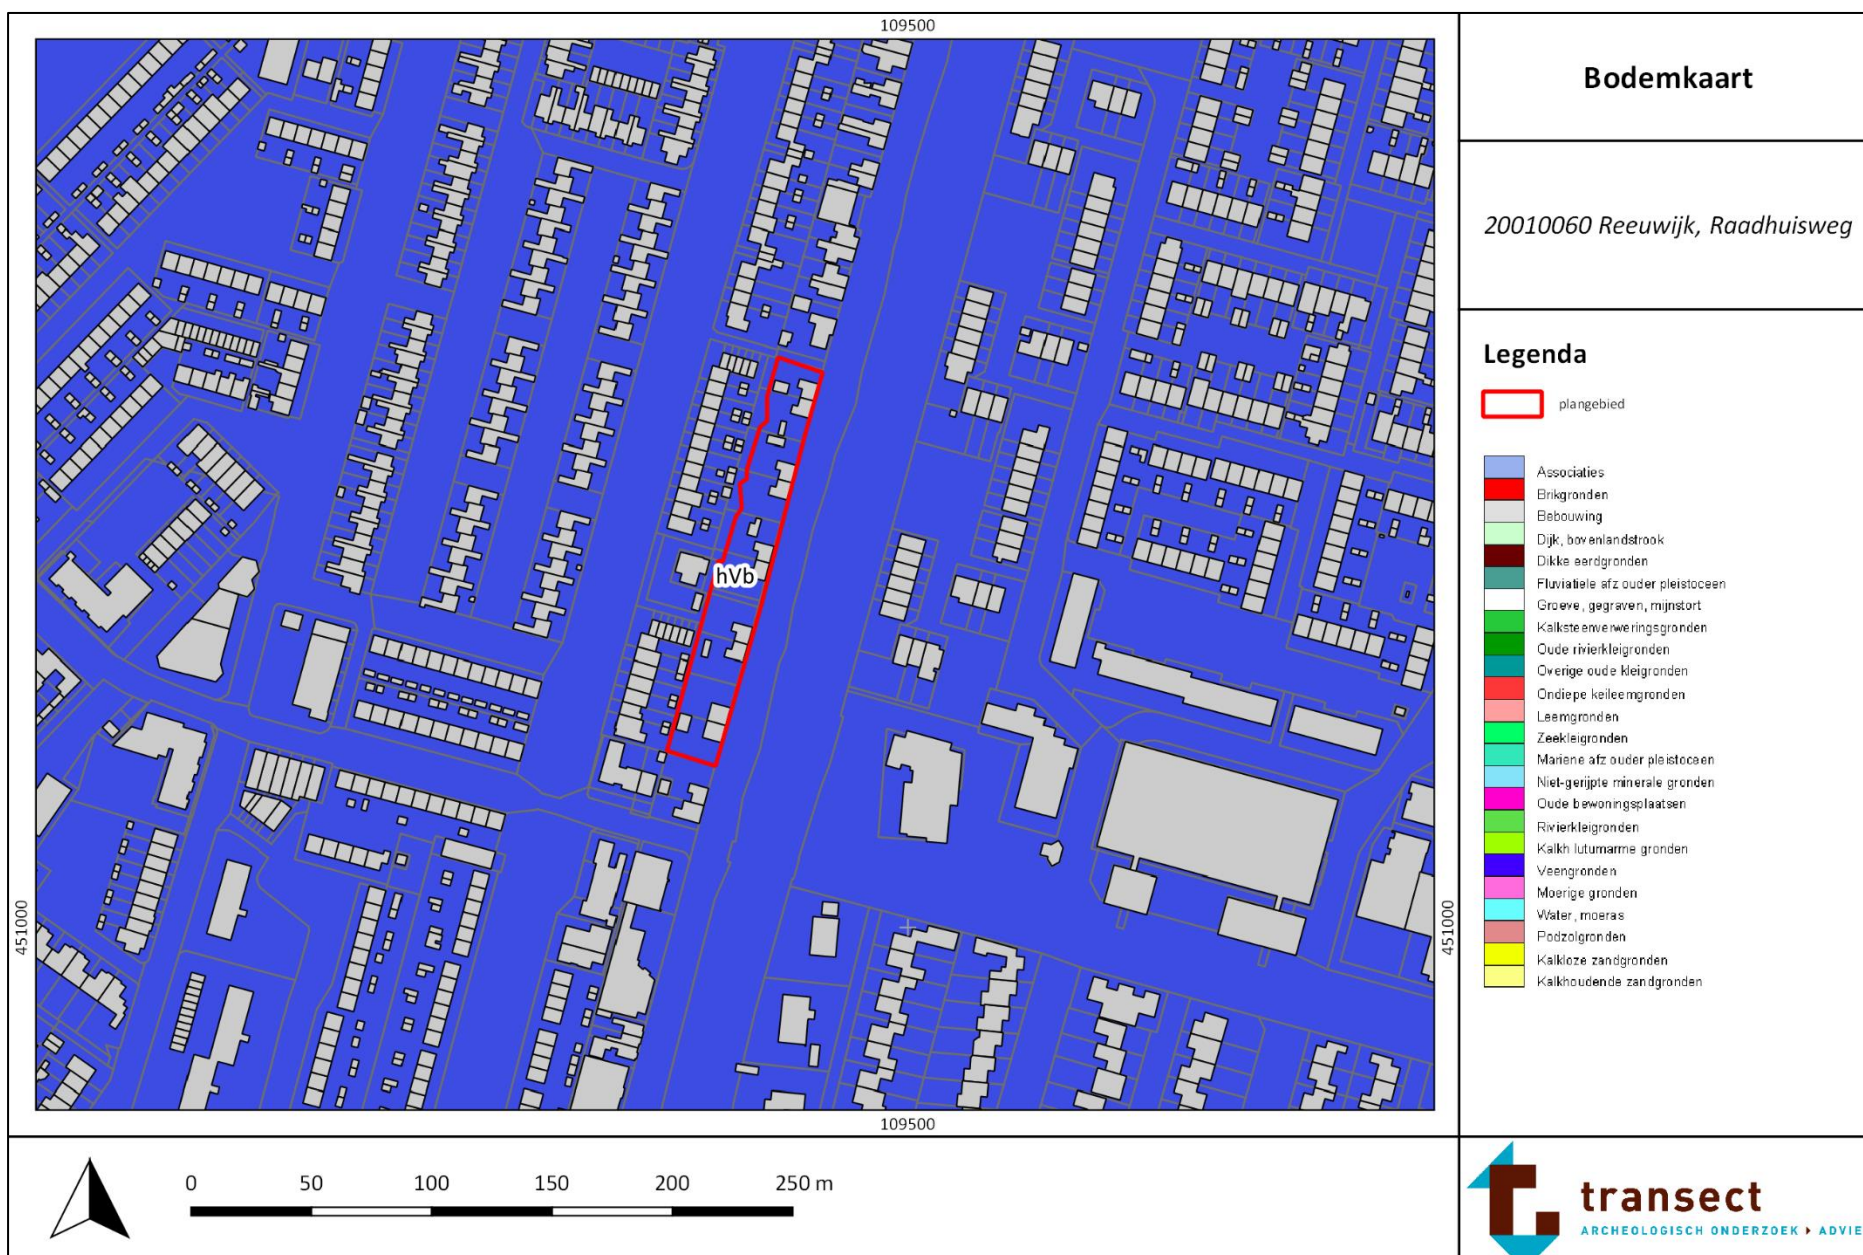 109500
451000
hVb
451000
109500
0 50 100 150 200 250 m
Bodemkaart
20010060 Reeuwijk, Raadhuisweg
Legenda
plangebied
Associaties
Brikgronden
Bebouwing
Dijk, bovenlandstrook
Dikke eerdgronden
Fluviatiele afz ouder pleistoceen
Groeve, gegraven, mijnstort
Kalksteenverweringsgronden
Oude rivierkleigronden
Overige oude kleigronden
Ondiepe keileemgronden
Leemgronden
Zeekleigronden
Mariene afz ouder pleistoceen
Niet-gerijpte minerale gronden
Oude bewoningsplaatsen
Rivierkleigronden
Kalkh lutumarme gronden
Veengronden
Moerige gronden
Water, moeras
Podzolgronden
Kalkloze zandgronden
Kalkhoudende zandgronden
transect
ARCHEOLOGISCH ONDERZOEK ▸ ADVIE